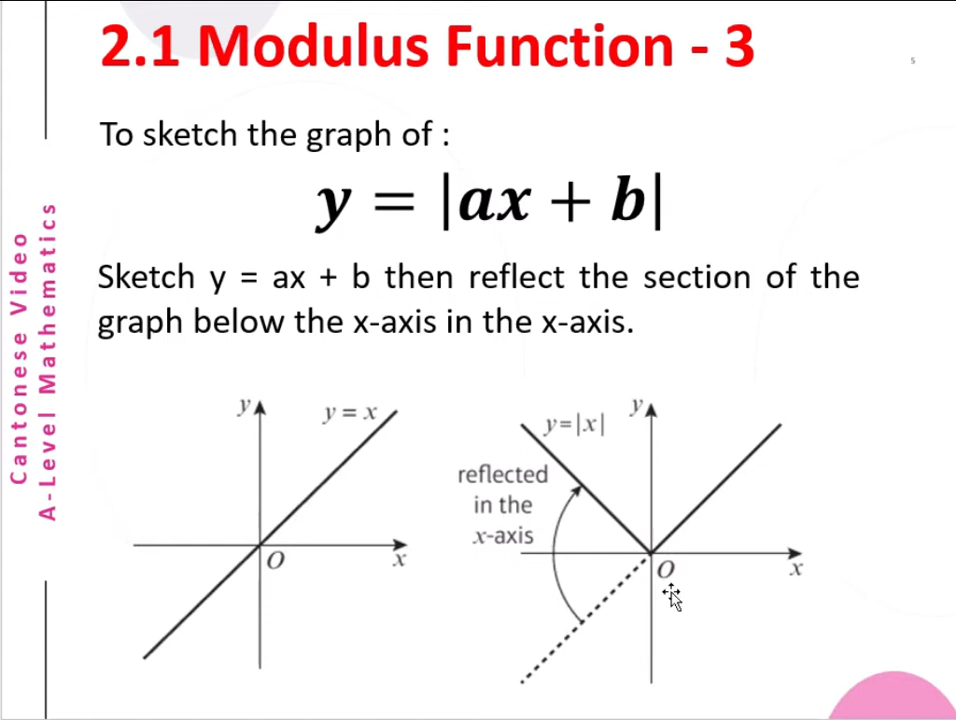 2.1 Modulus Function - 3
5
To sketch the graph of :
y = |ax + b|
Sketch y = ax + b then reflect the section of the
graph below the x-axis in the x-axis.
Cantonese Video
A-Level Mathematics
y
y = x
O
x
y
y=|x|
reflected
in the
x-axis
O
x